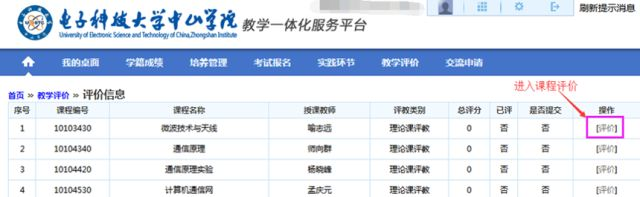 电子科技大学中山学院
University of Electronic Science and Technology of China,Zhongshan Institute
教学一体化服务平台
刷新提示消息
我的桌面 学籍成绩 培养管理 考试报名 实践环节 教学评价 交流申请
进入课程评价
首页 » 教学评价 » 评价信息
序号 课程编号 课程名称 授课教师 评教类别 总评分 已评 是否提交 操作
1 10103430 微波技术与天线 喻志远 理论课评教 0 否 否 [评价]
2 10104340 通信原理 师向群 理论课评教 0 否 否 [评价]
3 10104420 通信原理实验 杨晓峰 理论课评教 0 否 否 [评价]
4 10104530 计算机通信网 孟庆元 理论课评教 0 否 否 [评价]